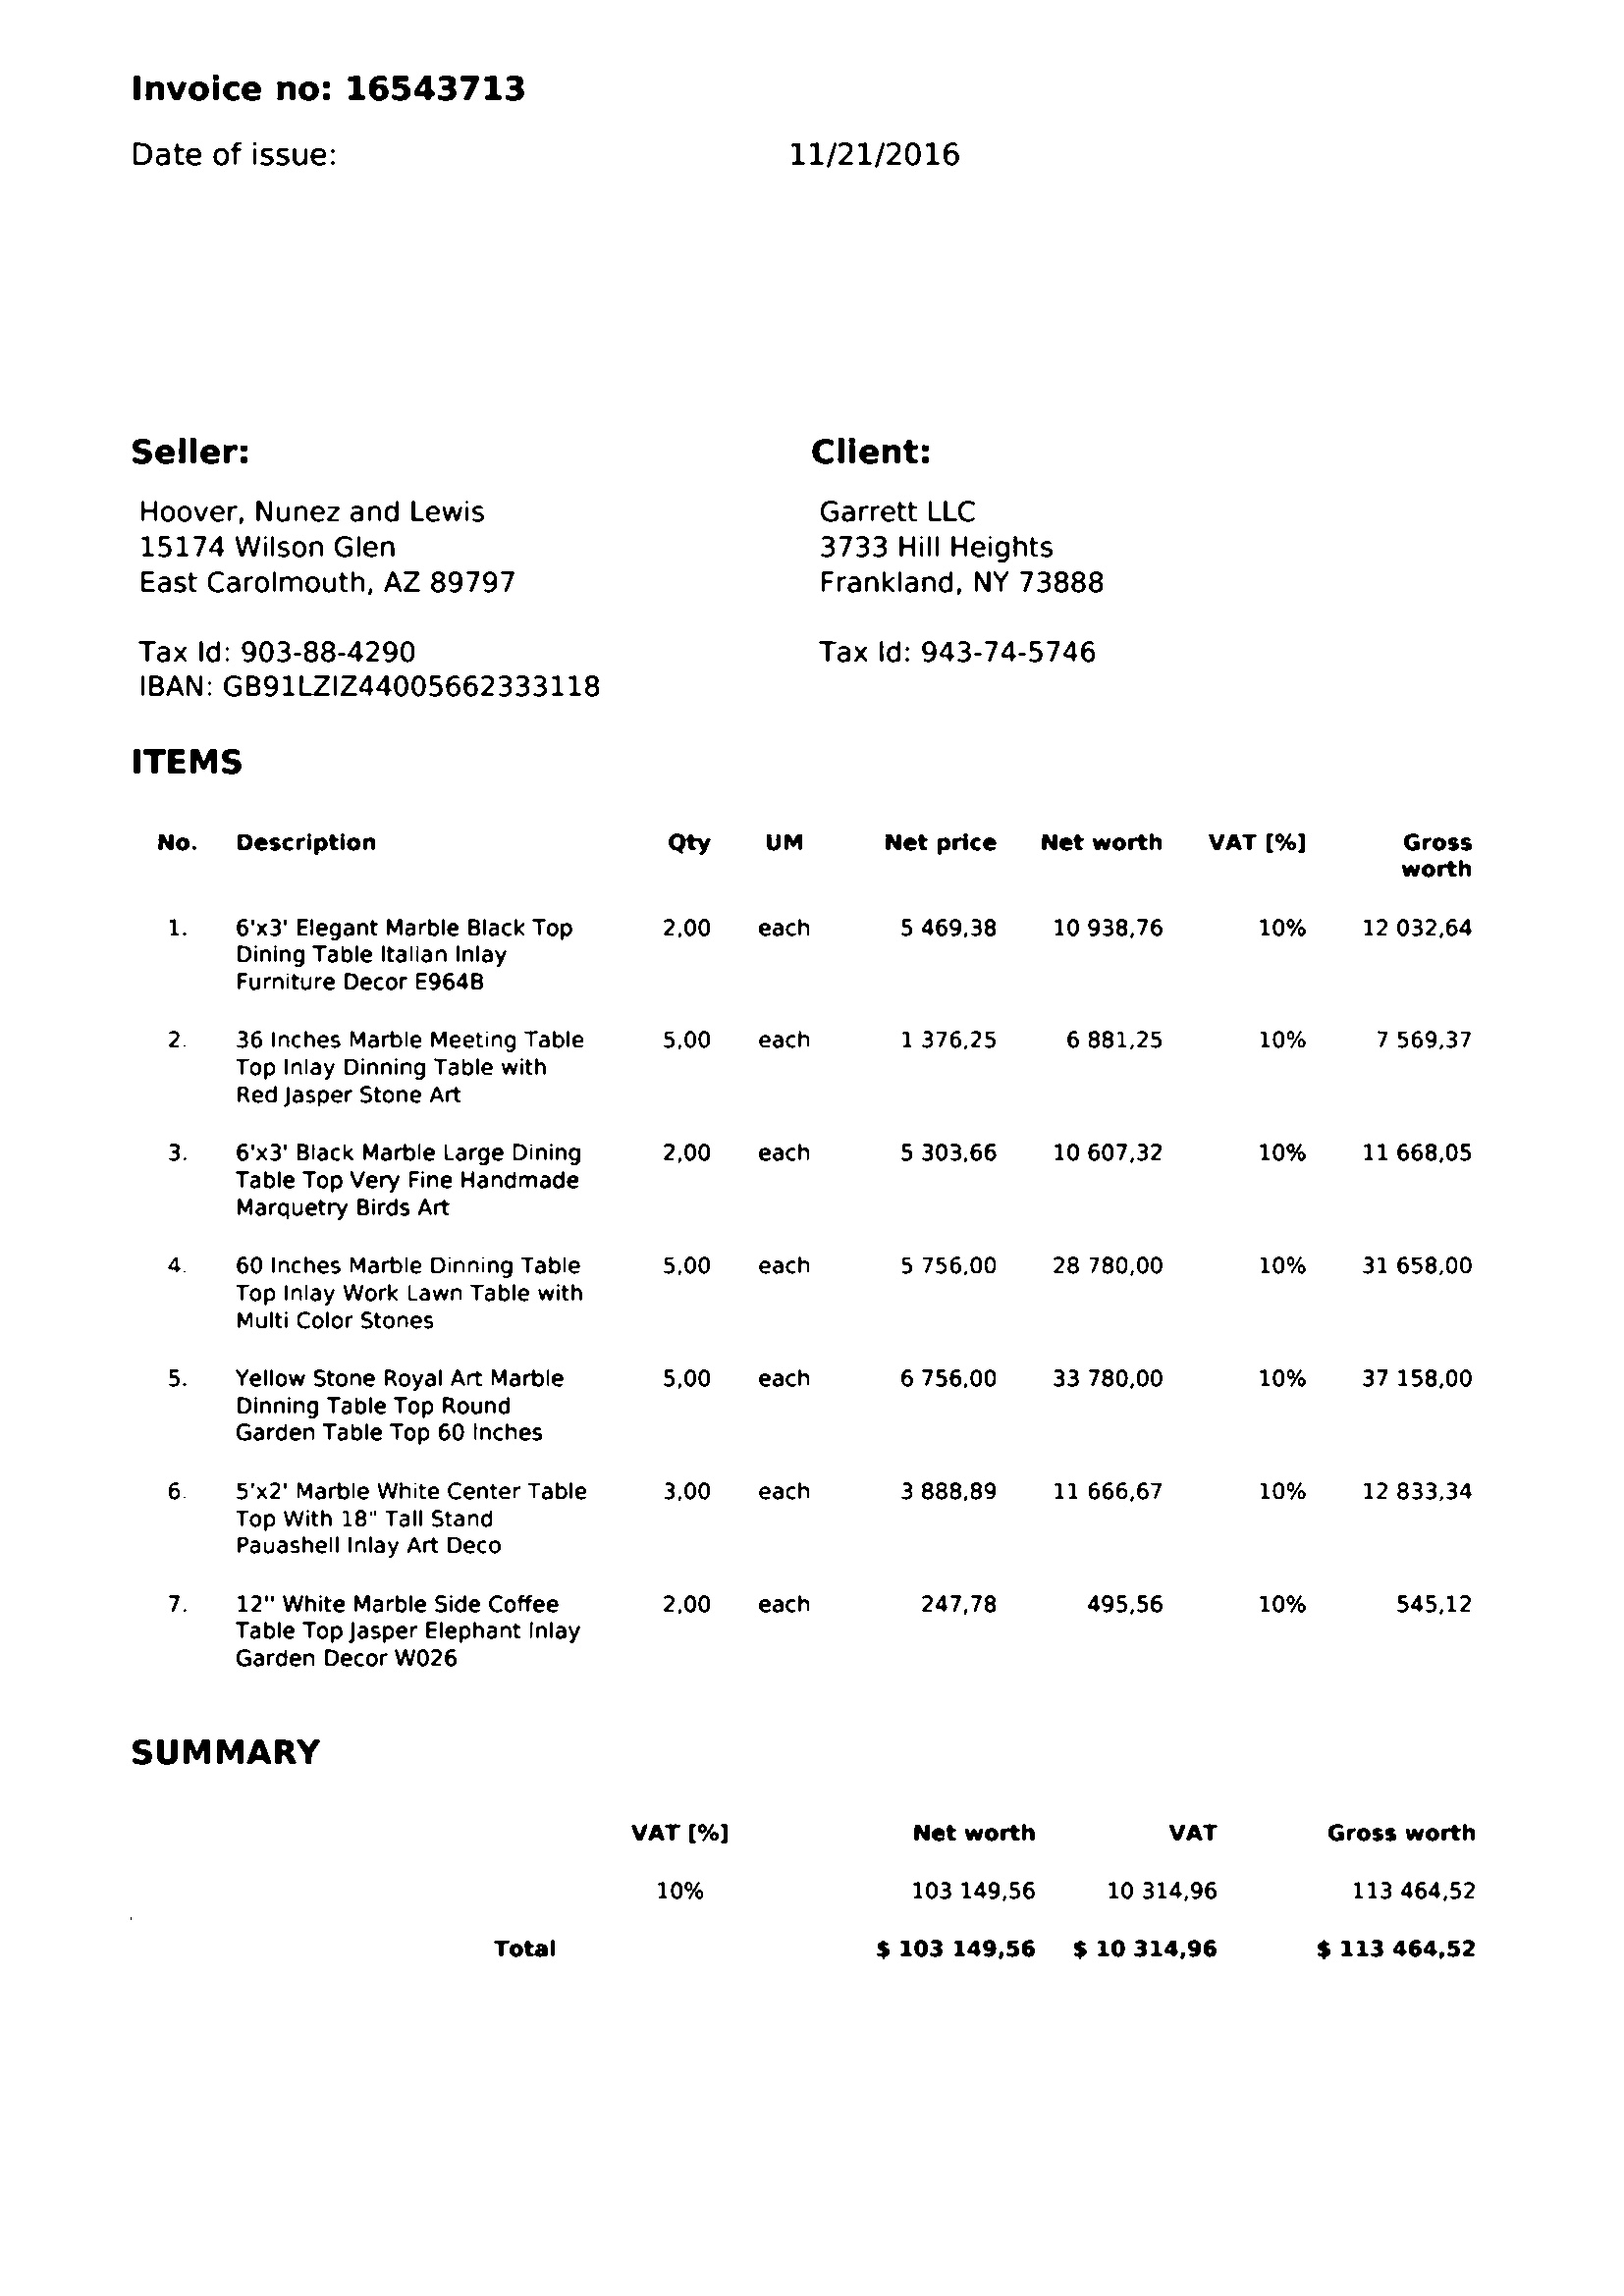 Invoice no: 16543713
Date of issue: 11/21/2016
Seller: Client:
Hoover, Nunez and Lewis Garrett LLC
15174 Wilson Glen 3733 Hill Heights
East Carolmouth, AZ 89797 Frankland, NY 73888
Tax Id: 903-88-4290 Tax Id: 943-74-5746
IBAN: GB91LZIZ44005662333118
ITEMS
No. Description Qty UM Net price Net worth VAT [%] Gross
worth
1. 6'x3' Elegant Marble Black Top 2,00 each 5 469,38 10 938,76 10% 12 032,64
Dining Table Italian Inlay
Furniture Decor E964B
2. 36 Inches Marble Meeting Table 5,00 each 1 376,25 6 881,25 10% 7 569,37
Top Inlay Dinning Table with
Red Jasper Stone Art
3. 6'x3' Black Marble Large Dining 2,00 each 5 303,66 10 607,32 10% 11 668,05
Table Top Very Fine Handmade
Marquetry Birds Art
4. 60 Inches Marble Dinning Table 5,00 each 5 756,00 28 780,00 10% 31 658,00
Top Inlay Work Lawn Table with
Multi Color Stones
5. Yellow Stone Royal Art Marble 5,00 each 6 756,00 33 780,00 10% 37 158,00
Dinning Table Top Round
Garden Table Top 60 Inches
6. 5'x2' Marble White Center Table 3,00 each 3 888,89 11 666,67 10% 12 833,34
Top With 18" Tall Stand
Pauashell Inlay Art Deco
7. 12" White Marble Side Coffee 2,00 each 247,78 495,56 10% 545,12
Table Top Jasper Elephant Inlay
Garden Decor W026
SUMMARY
VAT [%] Net worth VAT Gross worth
10% 103 149,56 10 314,96 113 464,52
Total $ 103 149,56 $ 10 314,96 $ 113 464,52